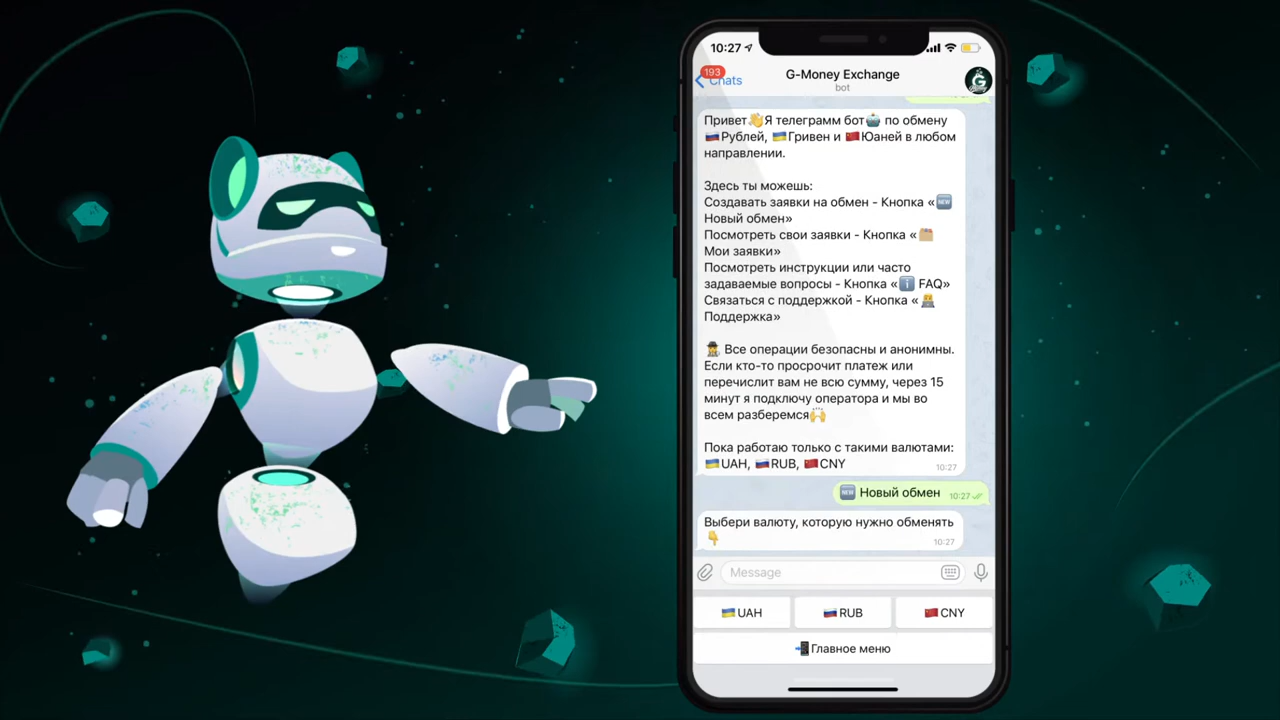 10:27
193
Chats
G-Money Exchange
bot
Привет👋Я телеграмм бот🤖 по обмену
🇷🇺Рублей, 🇺🇦Гривен и 🇨🇳Юаней в любом
направлении.
Здесь ты можешь:
Создавать заявки на обмен - Кнопка «🆕
Новый обмен»
Посмотреть свои заявки - Кнопка «🗂
Мои заявки»
Посмотреть инструкции или часто
задаваемые вопросы - Кнопка «ℹ️ FAQ»
Связаться с поддержкой - Кнопка «👨‍💻
Поддержка»
🕵️ Все операции безопасны и анонимны.
Если кто-то просрочит платеж или
перечислит вам не всю сумму, через 15
минут я подключу оператора и мы во
всем разберемся🙌
Пока работаю только с такими валютами:
🇺🇦UAH, 🇷🇺RUB, 🇨🇳CNY 10:27
🆕 Новый обмен 10:27
Выбери валюту, которую нужно обменять
👇 10:27
Message
🇺🇦UAH 🇷🇺RUB 🇨🇳CNY
📲Главное меню